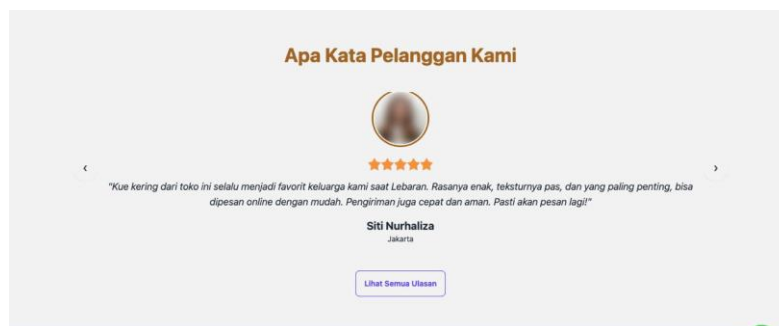 Apa Kata Pelanggan Kami
"Kue kering dari toko ini selalu menjadi favorit keluarga kami saat Lebaran. Rasanya enak, teksturnya pas, dan yang paling penting, bisa
dipesan online dengan mudah. Pengiriman juga cepat dan aman. Pasti akan pesan lagi!"
Siti Nurhaliza
Jakarta
Lihat Semua Ulasan